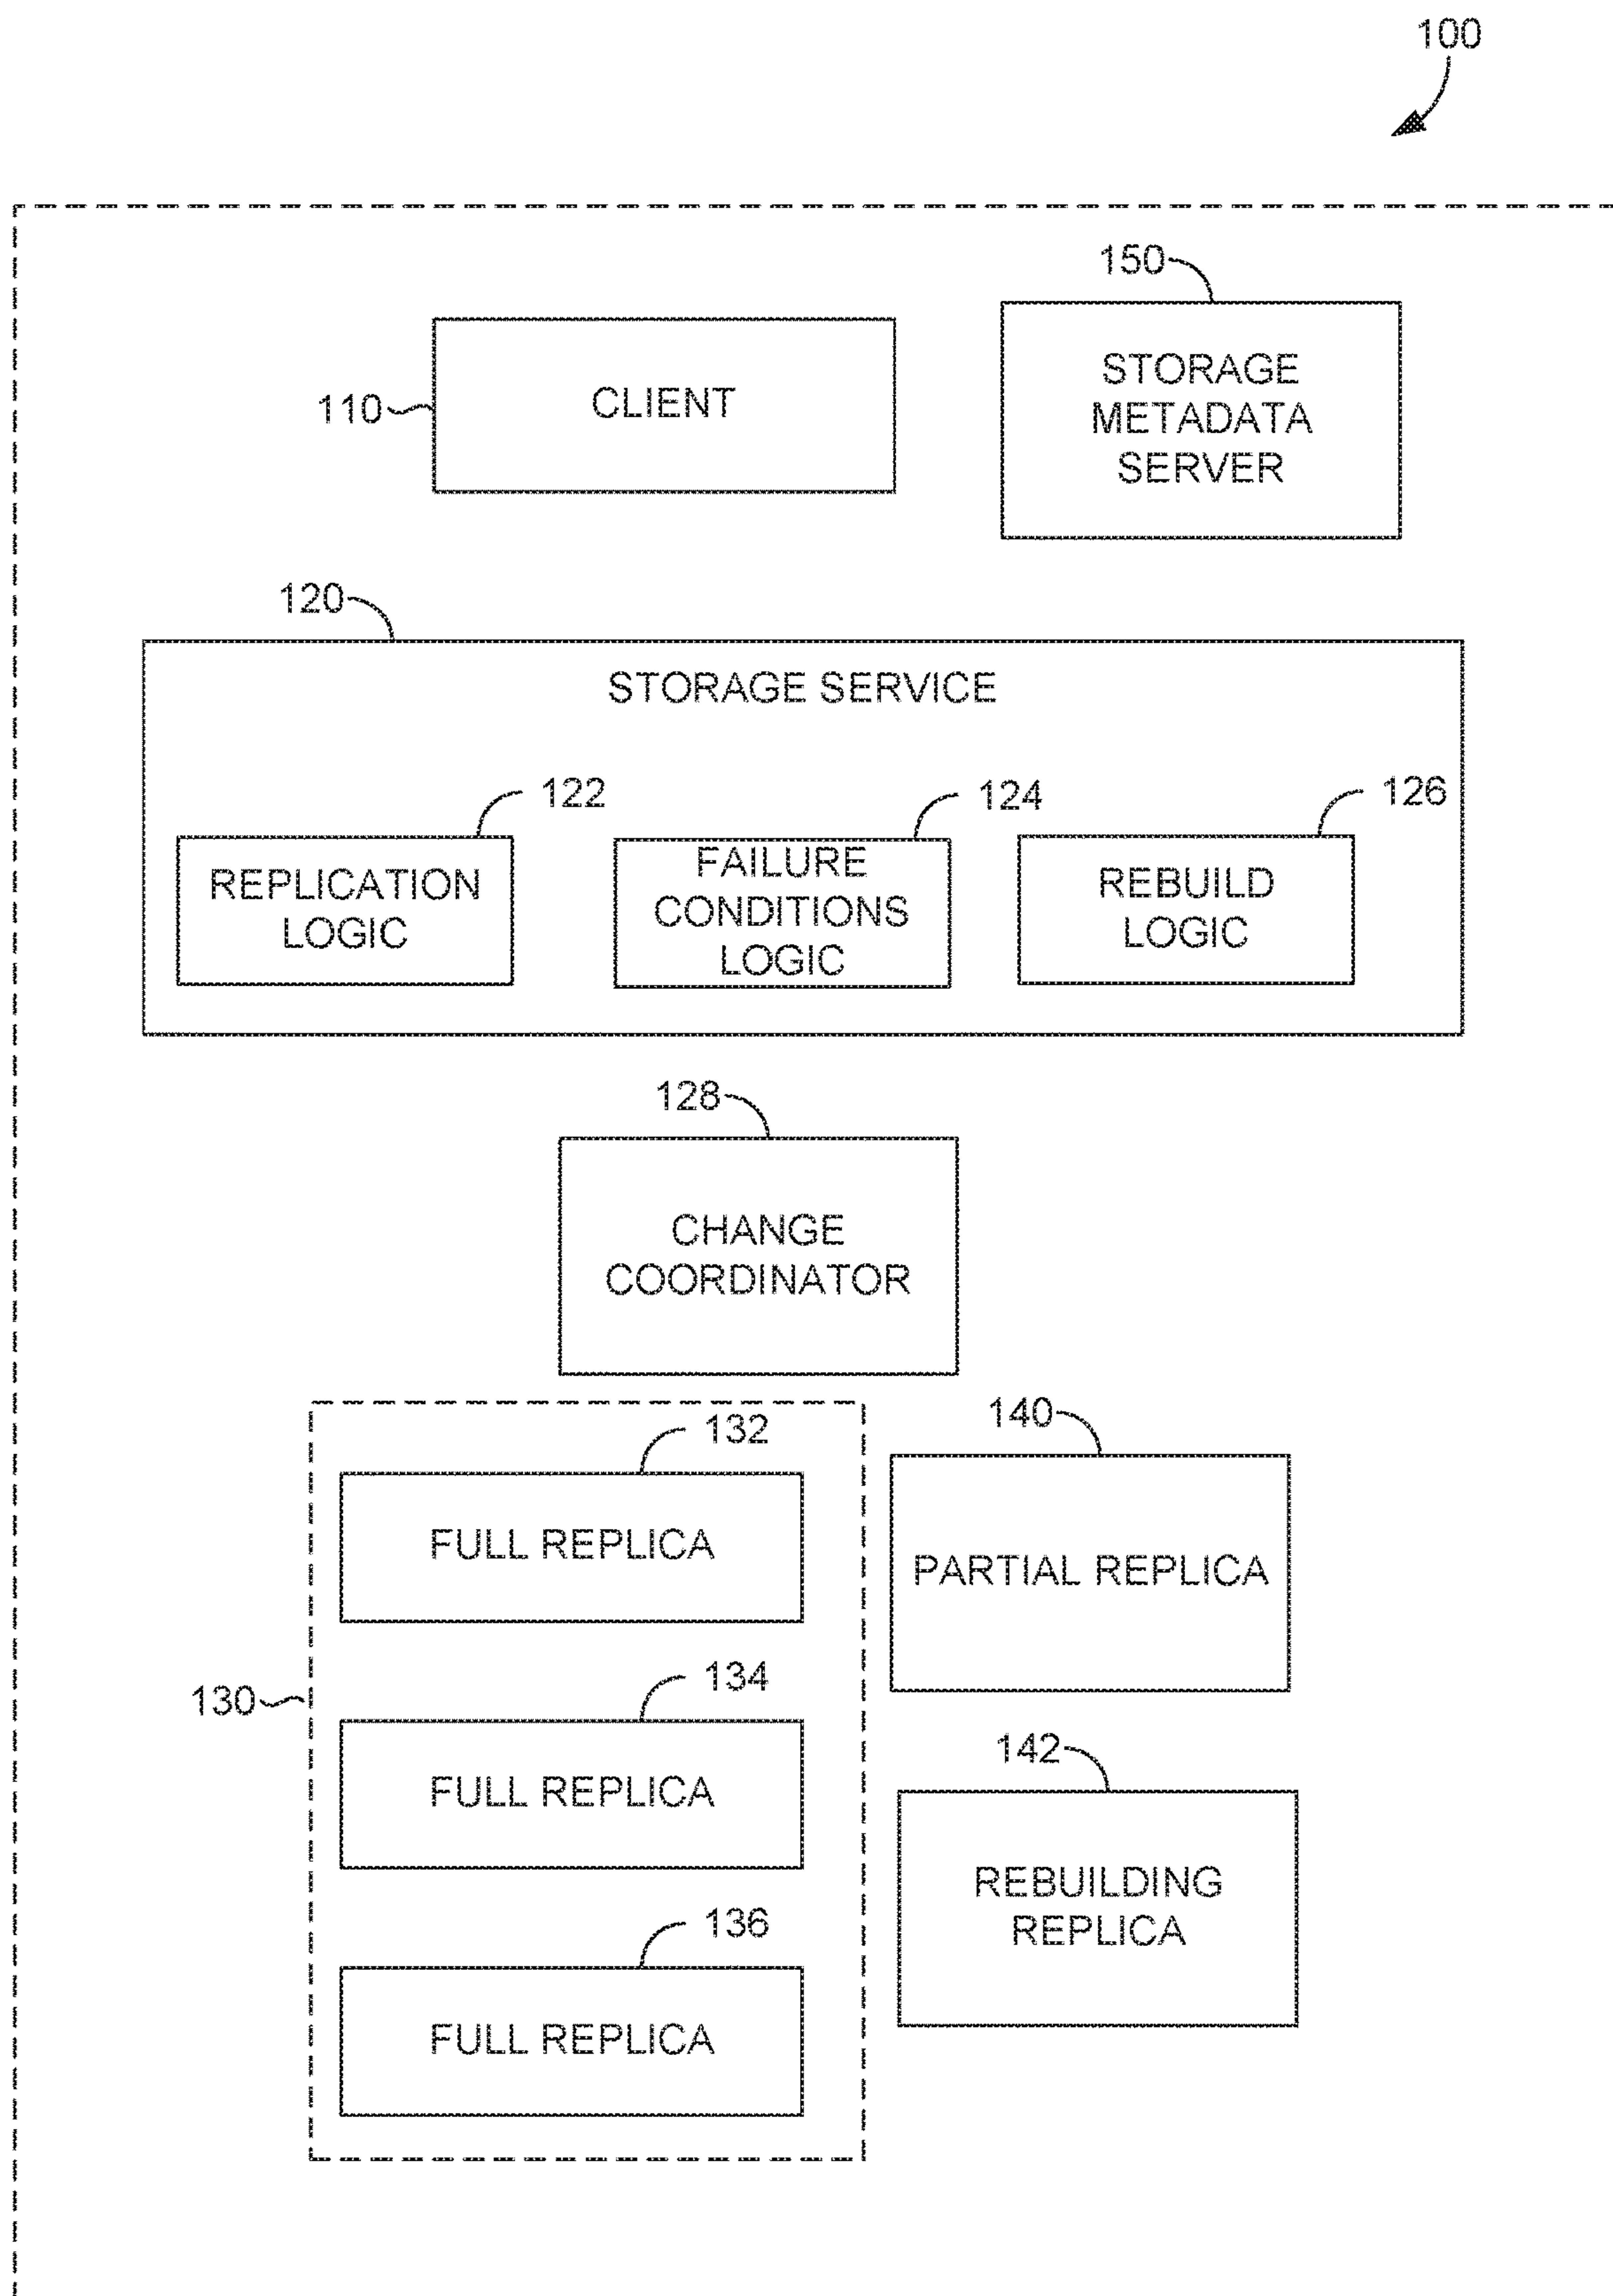 100
150
STORAGE
METADATA
SERVER
110
CLIENT
120
STORAGE SERVICE
122
124
126
REPLICATION
LOGIC
FAILURE
CONDITIONS
LOGIC
REBUILD
LOGIC
128
CHANGE
COORDINATOR
130
132
FULL REPLICA
134
FULL REPLICA
136
FULL REPLICA
140
PARTIAL REPLICA
142
REBUILDING
REPLICA